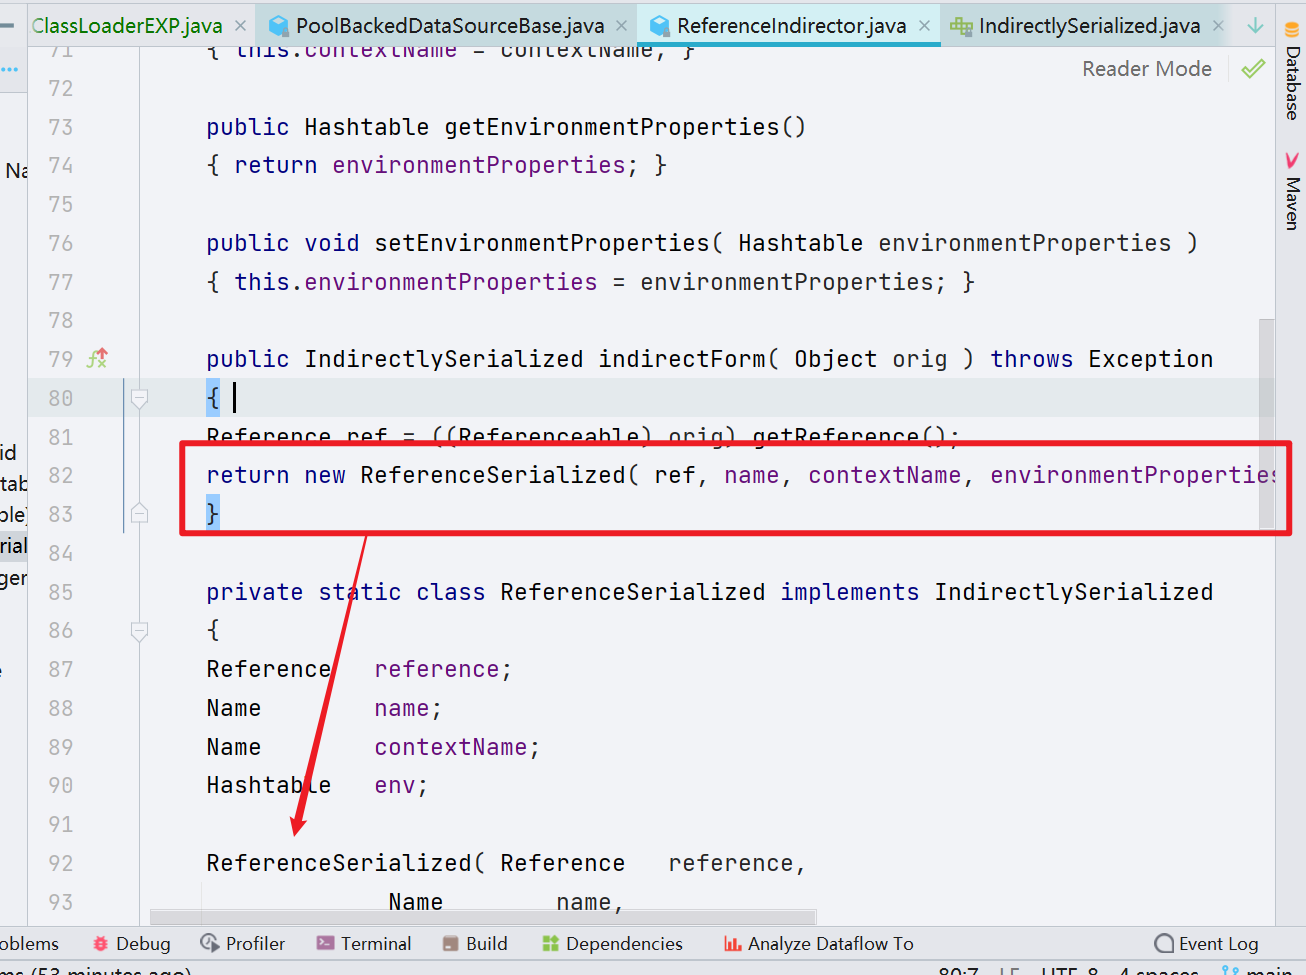 ClassLoaderEXP.java × PoolBackedDataSourceBase.java × ReferenceIndirector.java × IndirectlySerialized.java ×
71 { this.contextName = contextName; }
Reader Mode
72
73 public Hashtable getEnvironmentProperties()
74 { return environmentProperties; }
75
76 public void setEnvironmentProperties( Hashtable environmentProperties )
77 { this.environmentProperties = environmentProperties; }
78
79 public IndirectlySerialized indirectForm( Object orig ) throws Exception
80 {
81 Reference ref = ((Referenceable) orig).getReference();
82 return new ReferenceSerialized( ref, name, contextName, environmentProperties
83 }
84
85 private static class ReferenceSerialized implements IndirectlySerialized
86 {
87 Reference reference;
88 Name name;
89 Name contextName;
90 Hashtable env;
91
92 ReferenceSerialized( Reference reference,
93 Name name,
Na
id
tab
ble)
rial
ger
Database
Maven
oblems Debug Profiler Terminal Build Dependencies Analyze Dataflow To Event Log
ms (53 minutes ago) 80:7 LF UTF-8 4 spaces main